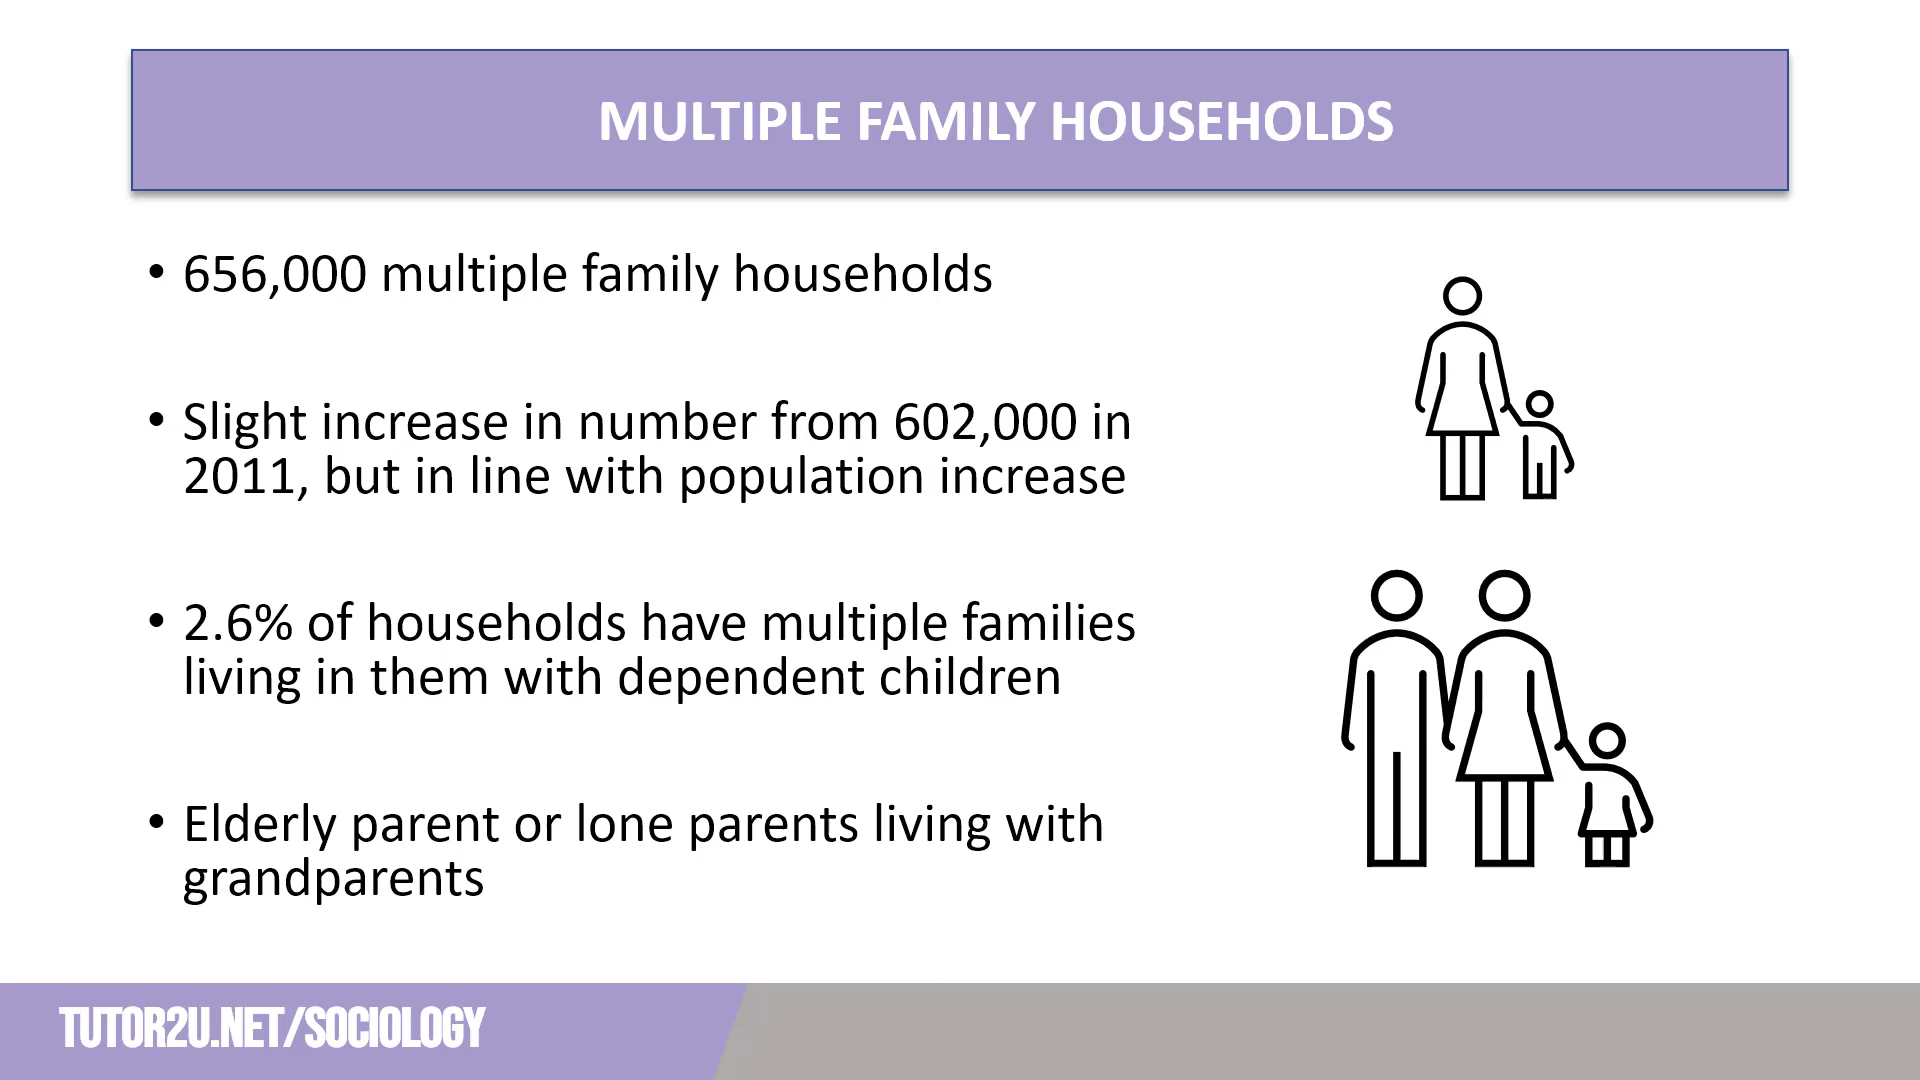 MULTIPLE FAMILY HOUSEHOLDS
• 656,000 multiple family households
• Slight increase in number from 602,000 in
2011, but in line with population increase
• 2.6% of households have multiple families
living in them with dependent children
• Elderly parent or lone parents living with
grandparents
TUTOR2U.NET/SOCIOLOGY